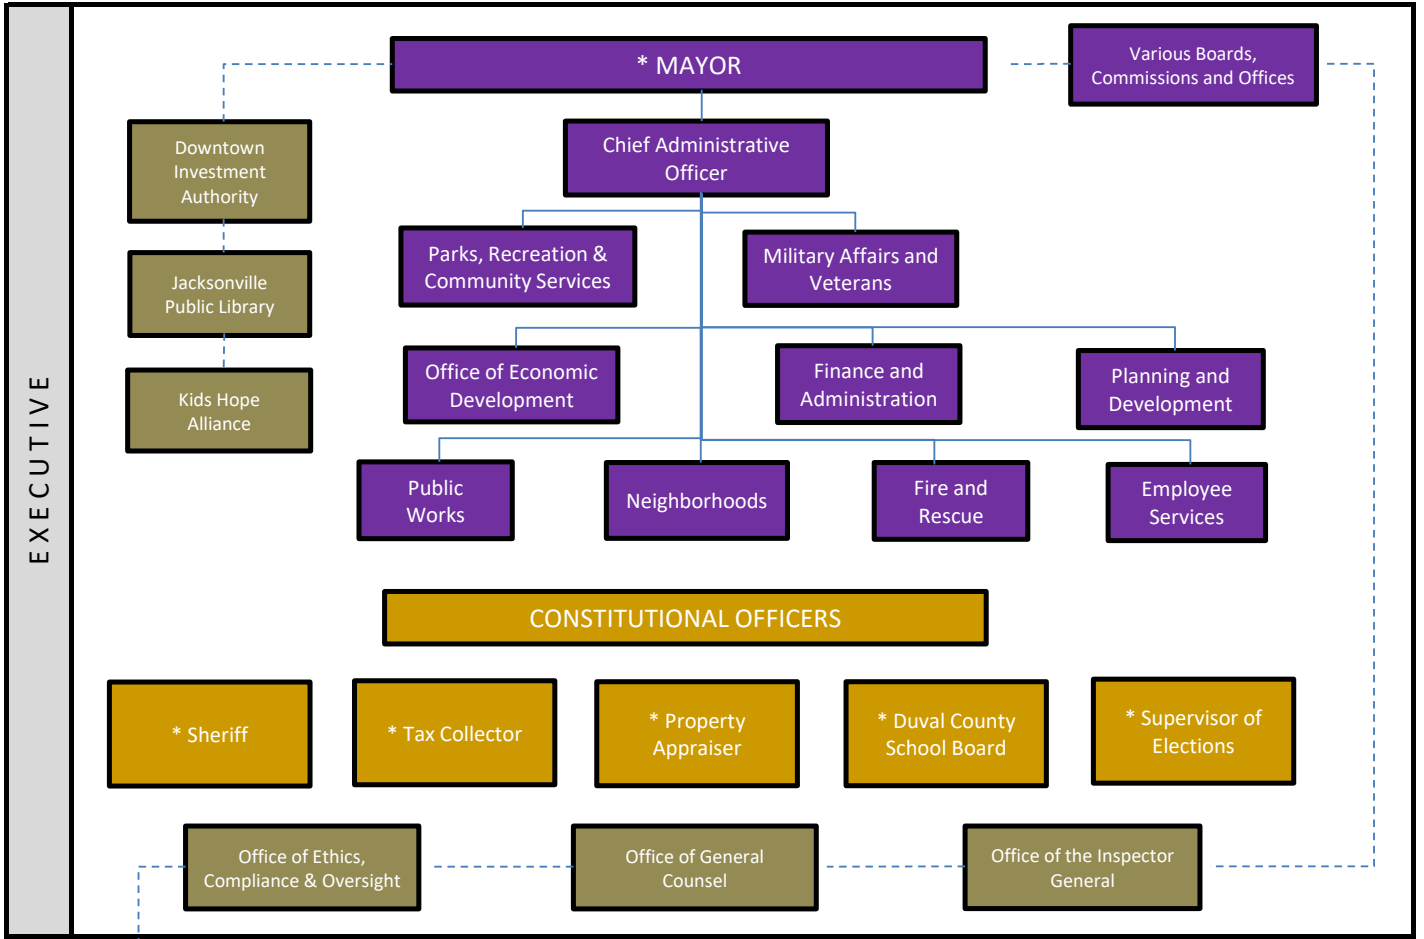 EXECUTIVE
* MAYOR
Various Boards,
Commissions and Offices
Downtown
Investment
Authority
Chief Administrative
Officer
Jacksonville
Public Library
Parks, Recreation &
Community Services
Military Affairs and
Veterans
Kids Hope
Alliance
Office of Economic
Development
Finance and
Administration
Planning and
Development
Public
Works
Neighborhoods
Fire and
Rescue
Employee
Services
CONSTITUTIONAL OFFICERS
* Sheriff
* Tax Collector
* Property
Appraiser
* Duval County
School Board
* Supervisor of
Elections
Office of Ethics,
Compliance & Oversight
Office of General
Counsel
Office of the Inspector
General